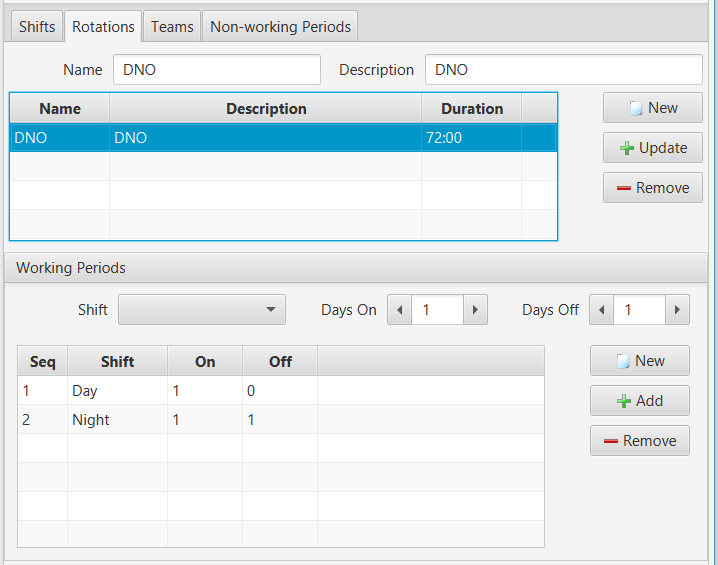 Shifts Rotations Teams Non-working Periods
Name DNO Description DNO
Name Description Duration
New
DNO DNO 72:00
Update
Remove
Working Periods
Shift Days On 1 Days Off 1
Seq Shift On Off
New
1 Day 1 0
Add
2 Night 1 1
Remove